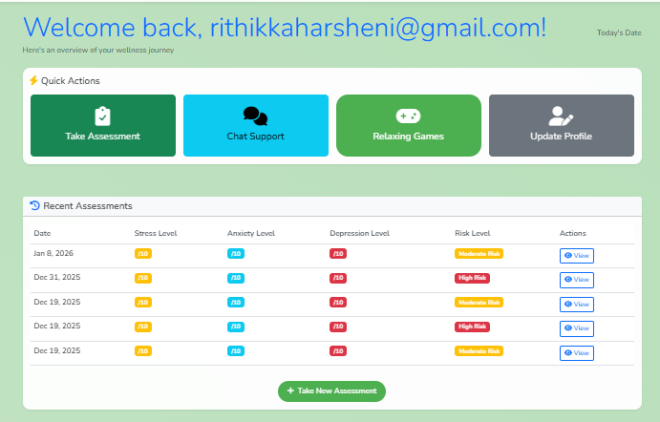 Welcome back, rithikkaharsheni@gmail.com!
Today's Date
Here's an overview of your wellness journey
Quick Actions
Take Assessment
Chat Support
Relaxing Games
Update Profile
Recent Assessments
Date Stress Level Anxiety Level Depression Level Risk Level Actions
Jan 8, 2026 /10 /10 /10 Moderate Risk View
Dec 31, 2025 /10 /10 /10 High Risk View
Dec 19, 2025 /10 /10 /10 Moderate Risk View
Dec 19, 2025 /10 /10 /10 High Risk View
Dec 19, 2025 /10 /10 /10 Moderate Risk View
+ Take New Assessment